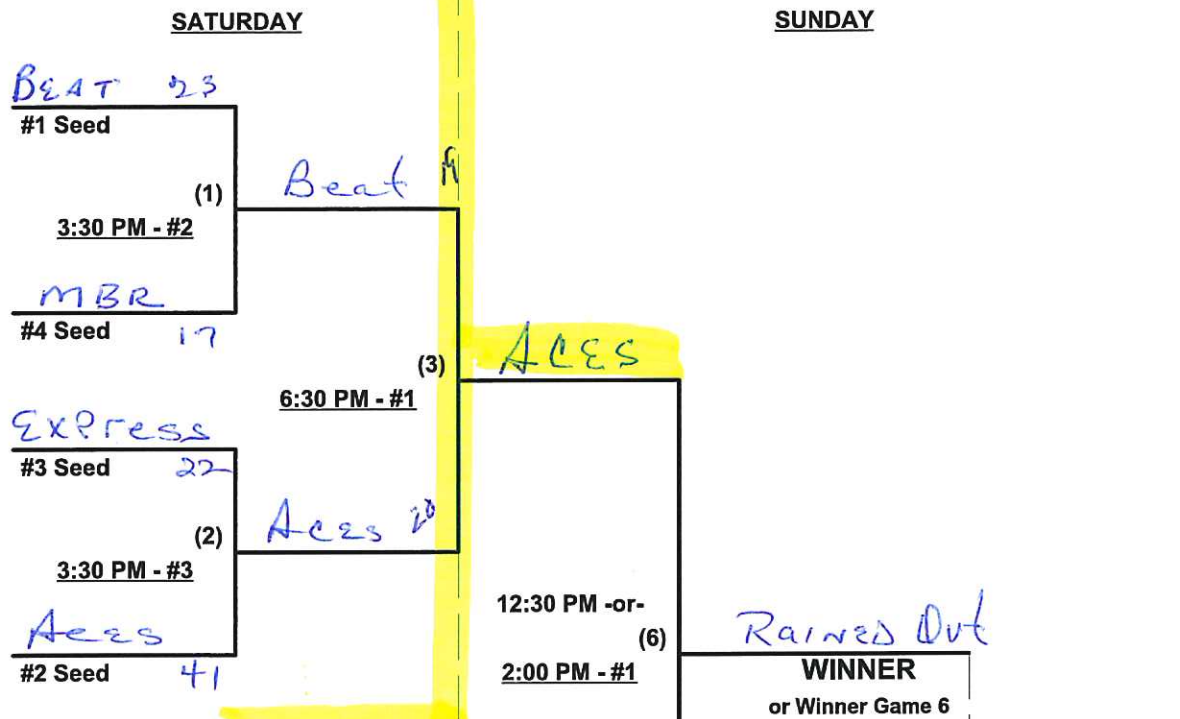 SATURDAY
SUNDAY
BEAT 23
#1 Seed
(1)
Beat
3:30 PM - #2
MBR
#4 Seed 17
ACES
(3)
6:30 PM - #1
Express
#3 Seed 22
Aces 20
(2)
3:30 PM - #3
12:30 PM -or-
Aces
(6)
Rained Out
#2 Seed 41
2:00 PM - #1
WINNER
or Winner Game 6